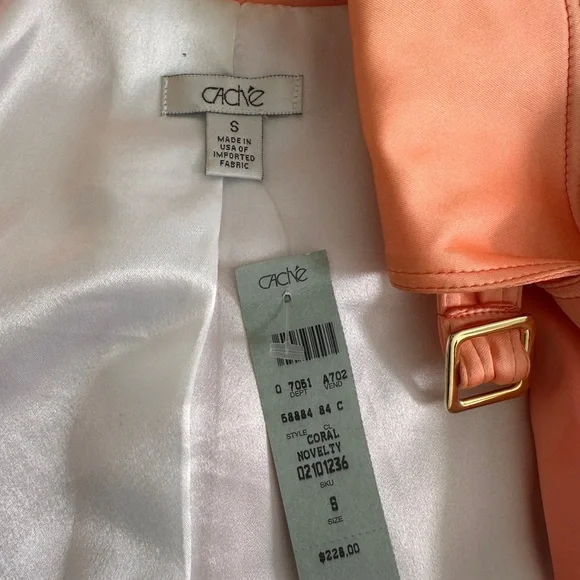 CACHÉ
S
MADE IN
USA OF
IMPORTED
FABRIC
CACHÉ
0 7051 A702
DEPT VEND
58884 84 C
STYLE CL
CORAL
NOVELTY
02101236
SKU
S
SIZE
$228.00